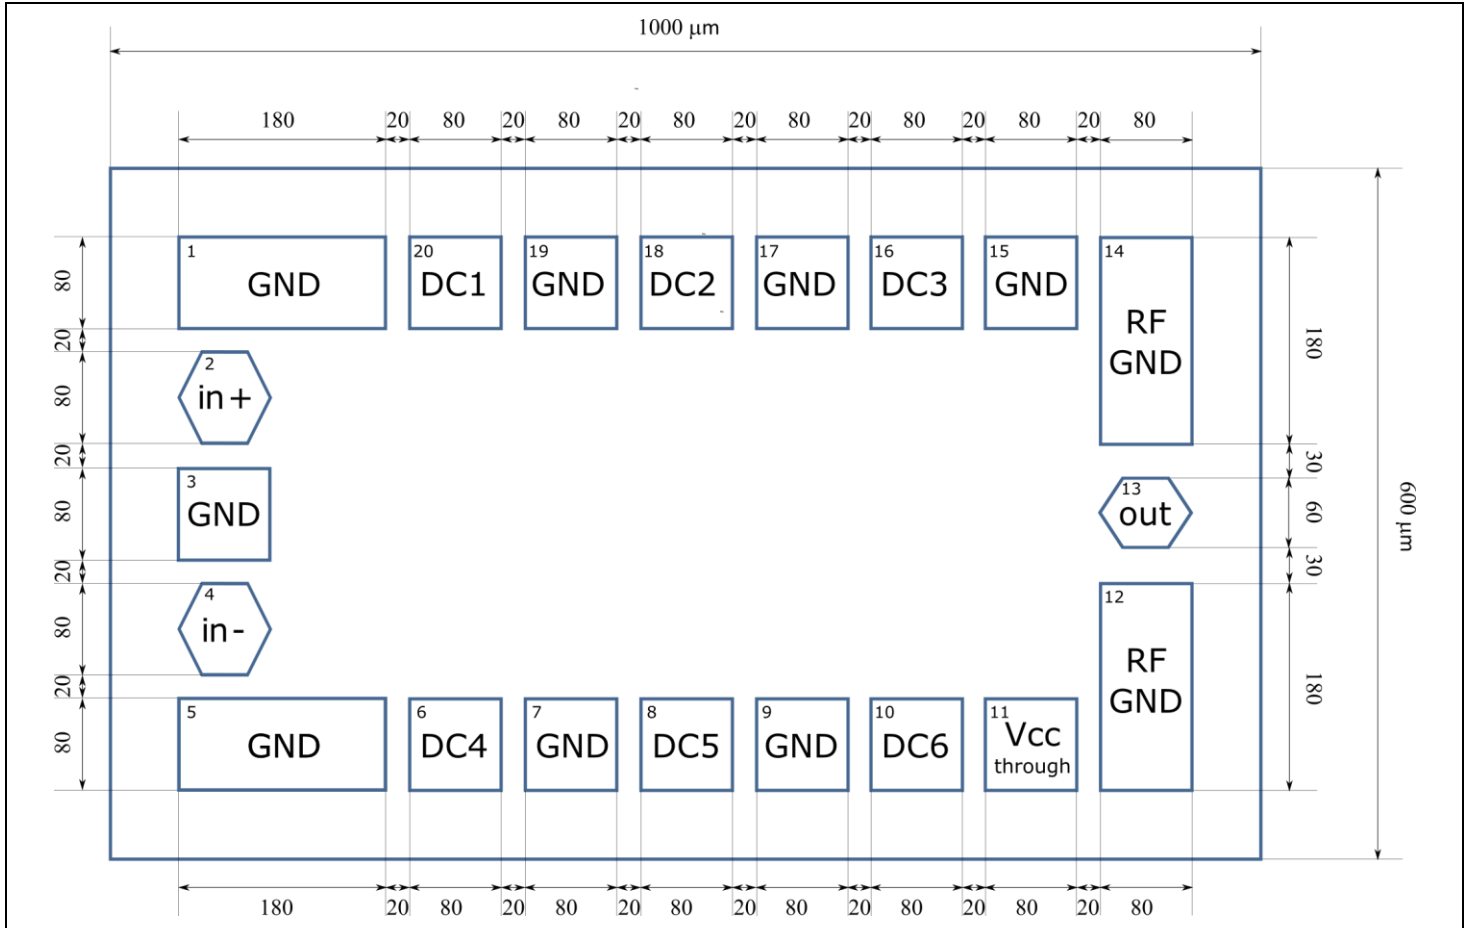 1000 μm
180 20 80 20 80 20 80 20 80 20 80 20 80 20 80
1
GND
20
DC1
19
GND
18
DC2
17
GND
16
DC3
15
GND
14
RF
GND
80
20
80
20
80
20
80
20
80
2
in+
3
GND
4
in-
13
out
12
RF
GND
180
30
60
30
180
600 μm
5
GND
6
DC4
7
GND
8
DC5
9
GND
10
DC6
11
Vcc
through
180 20 80 20 80 20 80 20 80 20 80 20 80 20 80